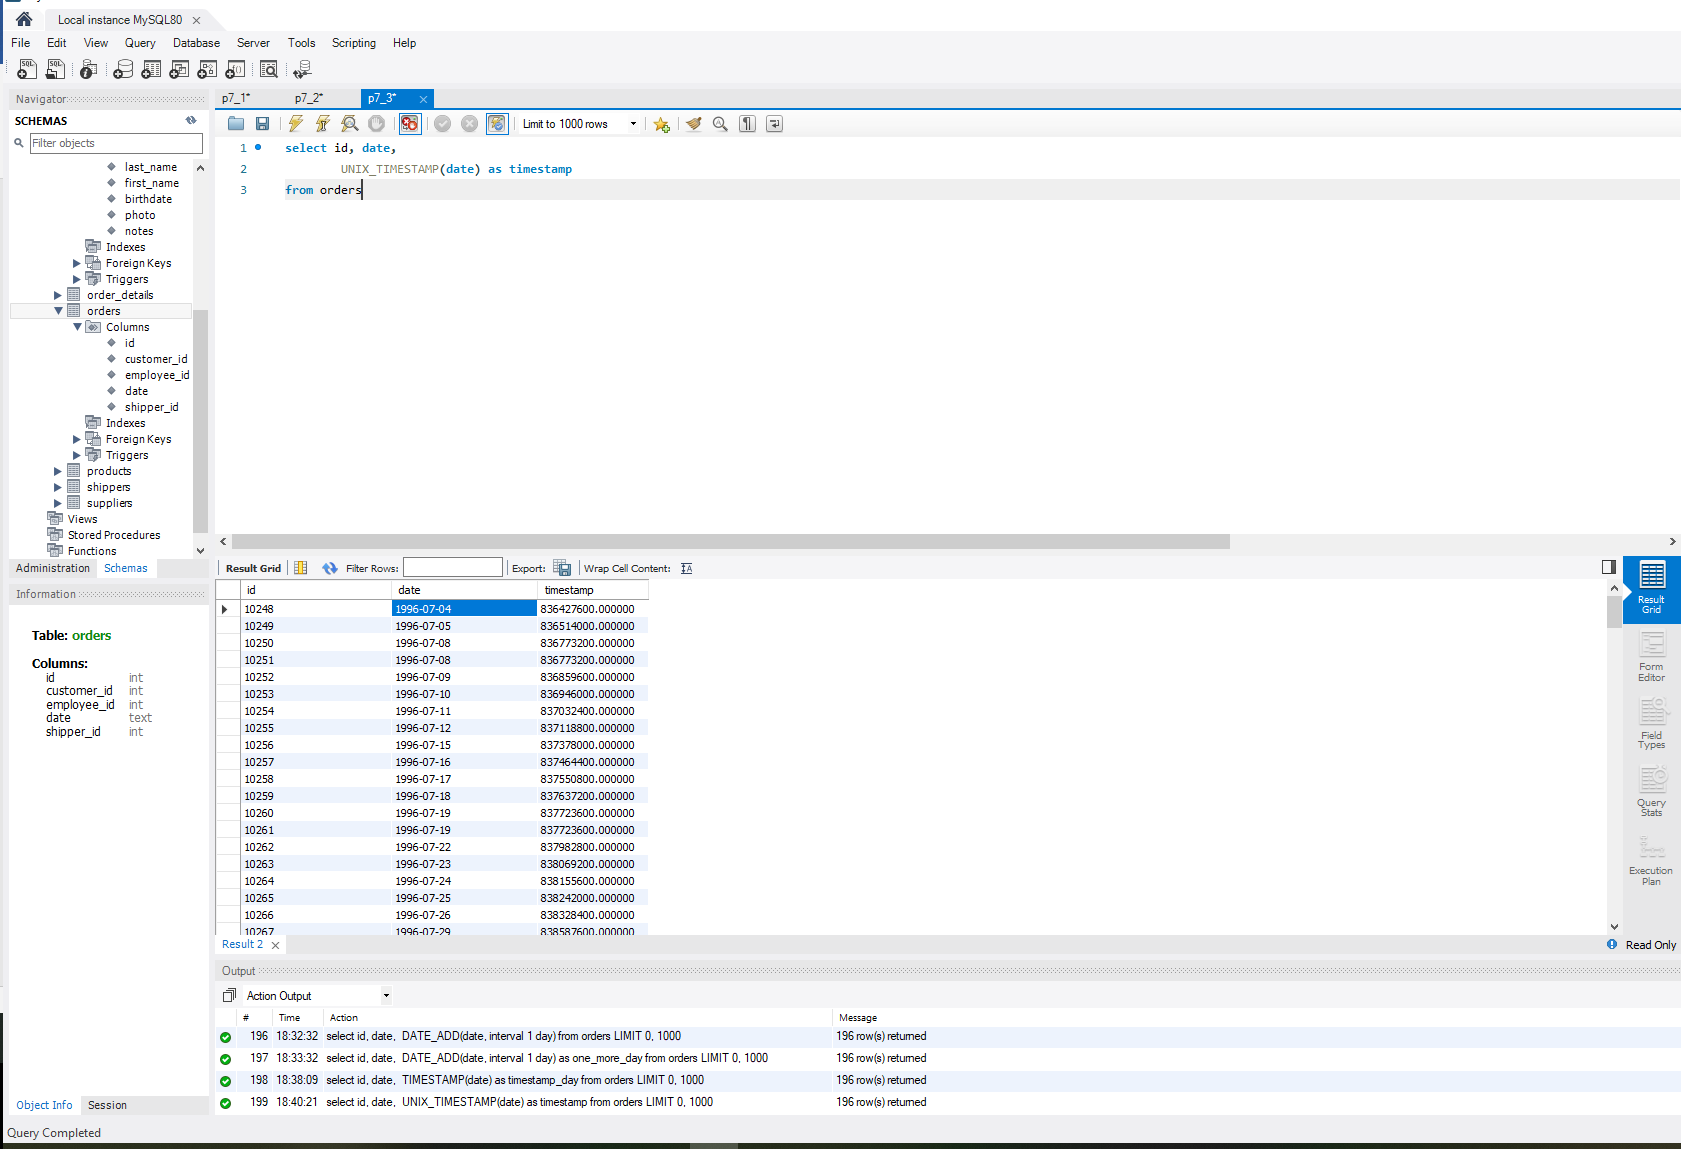 Local instance MySQL80
File Edit View Query Database Server Tools Scripting Help
Navigator
SCHEMAS
Filter objects
last_name
first_name
birthdate
photo
notes
Indexes
Foreign Keys
Triggers
order_details
orders
Columns
id
customer_id
employee_id
date
shipper_id
Indexes
Foreign Keys
Triggers
products
shippers
suppliers
Views
Stored Procedures
Functions
Administration Schemas
Information
Table: orders
Columns:
id int
customer_id int
employee_id int
date text
shipper_id int
Object Info Session
p7_1* p7_2* p7_3*
Limit to 1000 rows
1 select id, date,
2 UNIX_TIMESTAMP(date) as timestamp
3 from orders
Result Grid Filter Rows: Export: Wrap Cell Content:
id date timestamp
10248 1996-07-04 836427600.000000
10249 1996-07-05 836514000.000000
10250 1996-07-08 836773200.000000
10251 1996-07-08 836773200.000000
10252 1996-07-09 836859600.000000
10253 1996-07-10 836946000.000000
10254 1996-07-11 837032400.000000
10255 1996-07-12 837118800.000000
10256 1996-07-15 837378000.000000
10257 1996-07-16 837464400.000000
10258 1996-07-17 837550800.000000
10259 1996-07-18 837637200.000000
10260 1996-07-19 837723600.000000
10261 1996-07-19 837723600.000000
10262 1996-07-22 837982800.000000
10263 1996-07-23 838069200.000000
10264 1996-07-24 838155600.000000
10265 1996-07-25 838242000.000000
10266 1996-07-26 838328400.000000
10267 1996-07-29 838587600.000000
Result
Grid
Form
Editor
Field
Types
Query
Stats
Execution
Plan
Result 2
Read Only
Output
Action Output
# Time Action Message
196 18:32:32 select id, date, DATE_ADD(date, interval 1 day) from orders LIMIT 0, 1000 196 row(s) returned
197 18:33:32 select id, date, DATE_ADD(date, interval 1 day) as one_more_day from orders LIMIT 0, 1000 196 row(s) returned
198 18:38:09 select id, date, TIMESTAMP(date) as timestamp_day from orders LIMIT 0, 1000 196 row(s) returned
199 18:40:21 select id, date, UNIX_TIMESTAMP(date) as timestamp from orders LIMIT 0, 1000 196 row(s) returned
Query Completed